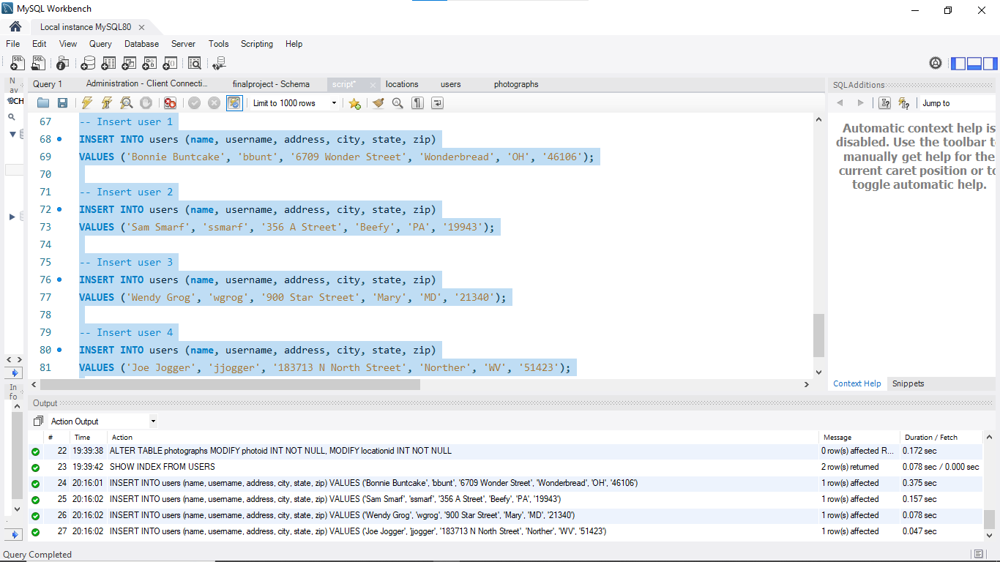 MySQL Workbench
Local instance MySQL80
File Edit View Query Database Server Tools Scripting Help
N
av
Query 1 Administration - Client Connecti... finalproject - Schema script* locations users photographs
SQLAdditions
SCH
Limit to 1000 rows
Jump to
67 -- Insert user 1
68 INSERT INTO users (name, username, address, city, state, zip)
69 VALUES ('Bonnie Buntcake', 'bbunt', '6709 Wonder Street', 'Wonderbread', 'OH', '46106');
70
71 -- Insert user 2
72 INSERT INTO users (name, username, address, city, state, zip)
73 VALUES ('Sam Smarf', 'ssmarf', '356 A Street', 'Beefy', 'PA', '19943');
74
75 -- Insert user 3
76 INSERT INTO users (name, username, address, city, state, zip)
77 VALUES ('Wendy Grog', 'wgrog', '900 Star Street', 'Mary', 'MD', '21340');
78
79 -- Insert user 4
80 INSERT INTO users (name, username, address, city, state, zip)
81 VALUES ('Joe Jogger', 'jjogger', '183713 N North Street', 'Norther', 'WV', '51423');
Automatic context help is
disabled. Use the toolbar t
manually get help for the
current caret position or to
toggle automatic help.
Context Help Snippets
In
fo
Output
Action Output
# Time Action Message Duration / Fetch
22 19:39:38 ALTER TABLE photographs MODIFY photoid INT NOT NULL, MODIFY locationid INT NOT NULL 0 row(s) affected R... 0.172 sec
23 19:39:42 SHOW INDEX FROM USERS 2 row(s) returned 0.078 sec / 0.000 sec
24 20:16:01 INSERT INTO users (name, username, address, city, state, zip) VALUES ('Bonnie Buntcake', 'bbunt', '6709 Wonder Street', 'Wonderbread', 'OH', '46106') 1 row(s) affected 0.375 sec
25 20:16:02 INSERT INTO users (name, username, address, city, state, zip) VALUES ('Sam Smarf', 'ssmarf', '356 A Street', 'Beefy', 'PA', '19943') 1 row(s) affected 0.157 sec
26 20:16:02 INSERT INTO users (name, username, address, city, state, zip) VALUES ('Wendy Grog', 'wgrog', '900 Star Street', 'Mary', 'MD', '21340') 1 row(s) affected 0.078 sec
27 20:16:02 INSERT INTO users (name, username, address, city, state, zip) VALUES ('Joe Jogger', 'jjogger', '183713 N North Street', 'Norther', 'WV', '51423') 1 row(s) affected 0.047 sec
Query Completed